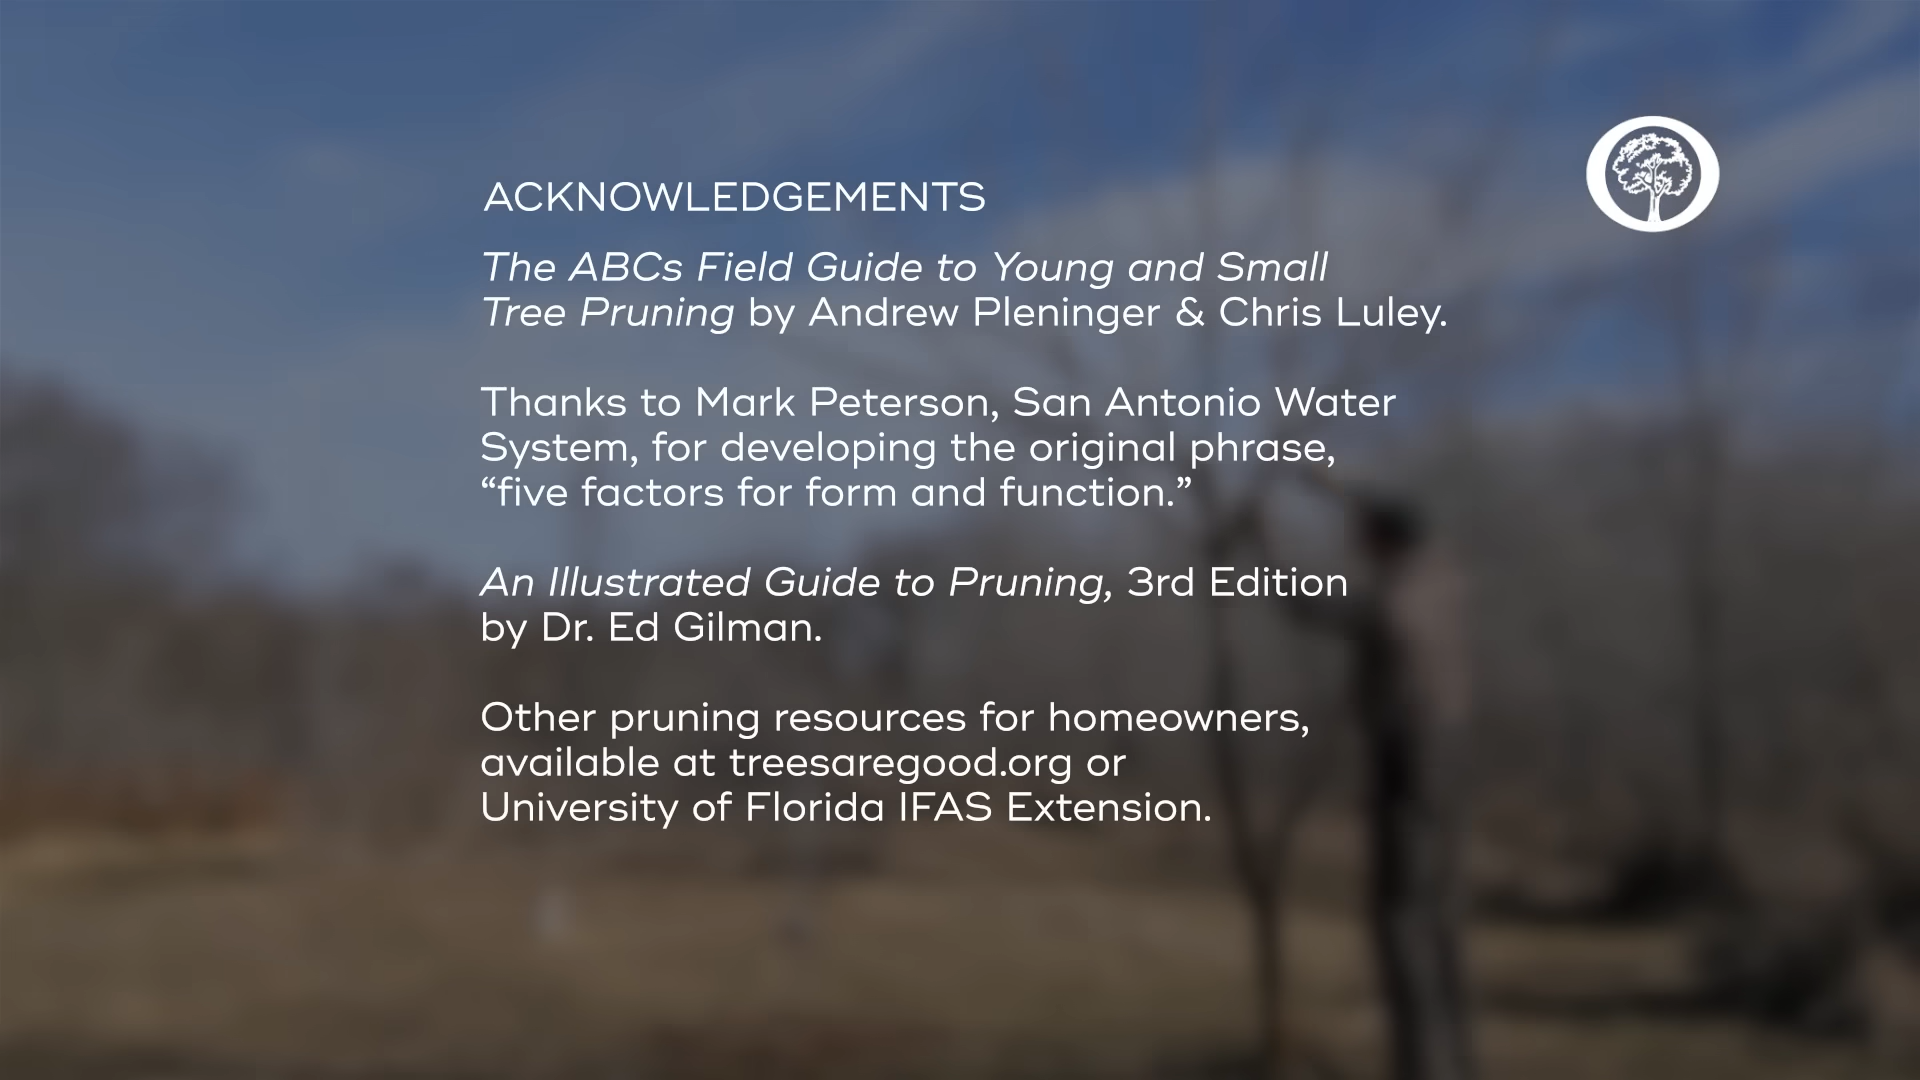 ACKNOWLEDGEMENTS
The ABCs Field Guide to Young and Small
Tree Pruning by Andrew Pleninger & Chris Luley.
Thanks to Mark Peterson, San Antonio Water
System, for developing the original phrase,
“five factors for form and function.”
An Illustrated Guide to Pruning, 3rd Edition
by Dr. Ed Gilman.
Other pruning resources for homeowners,
available at treesaregood.org or
University of Florida IFAS Extension.